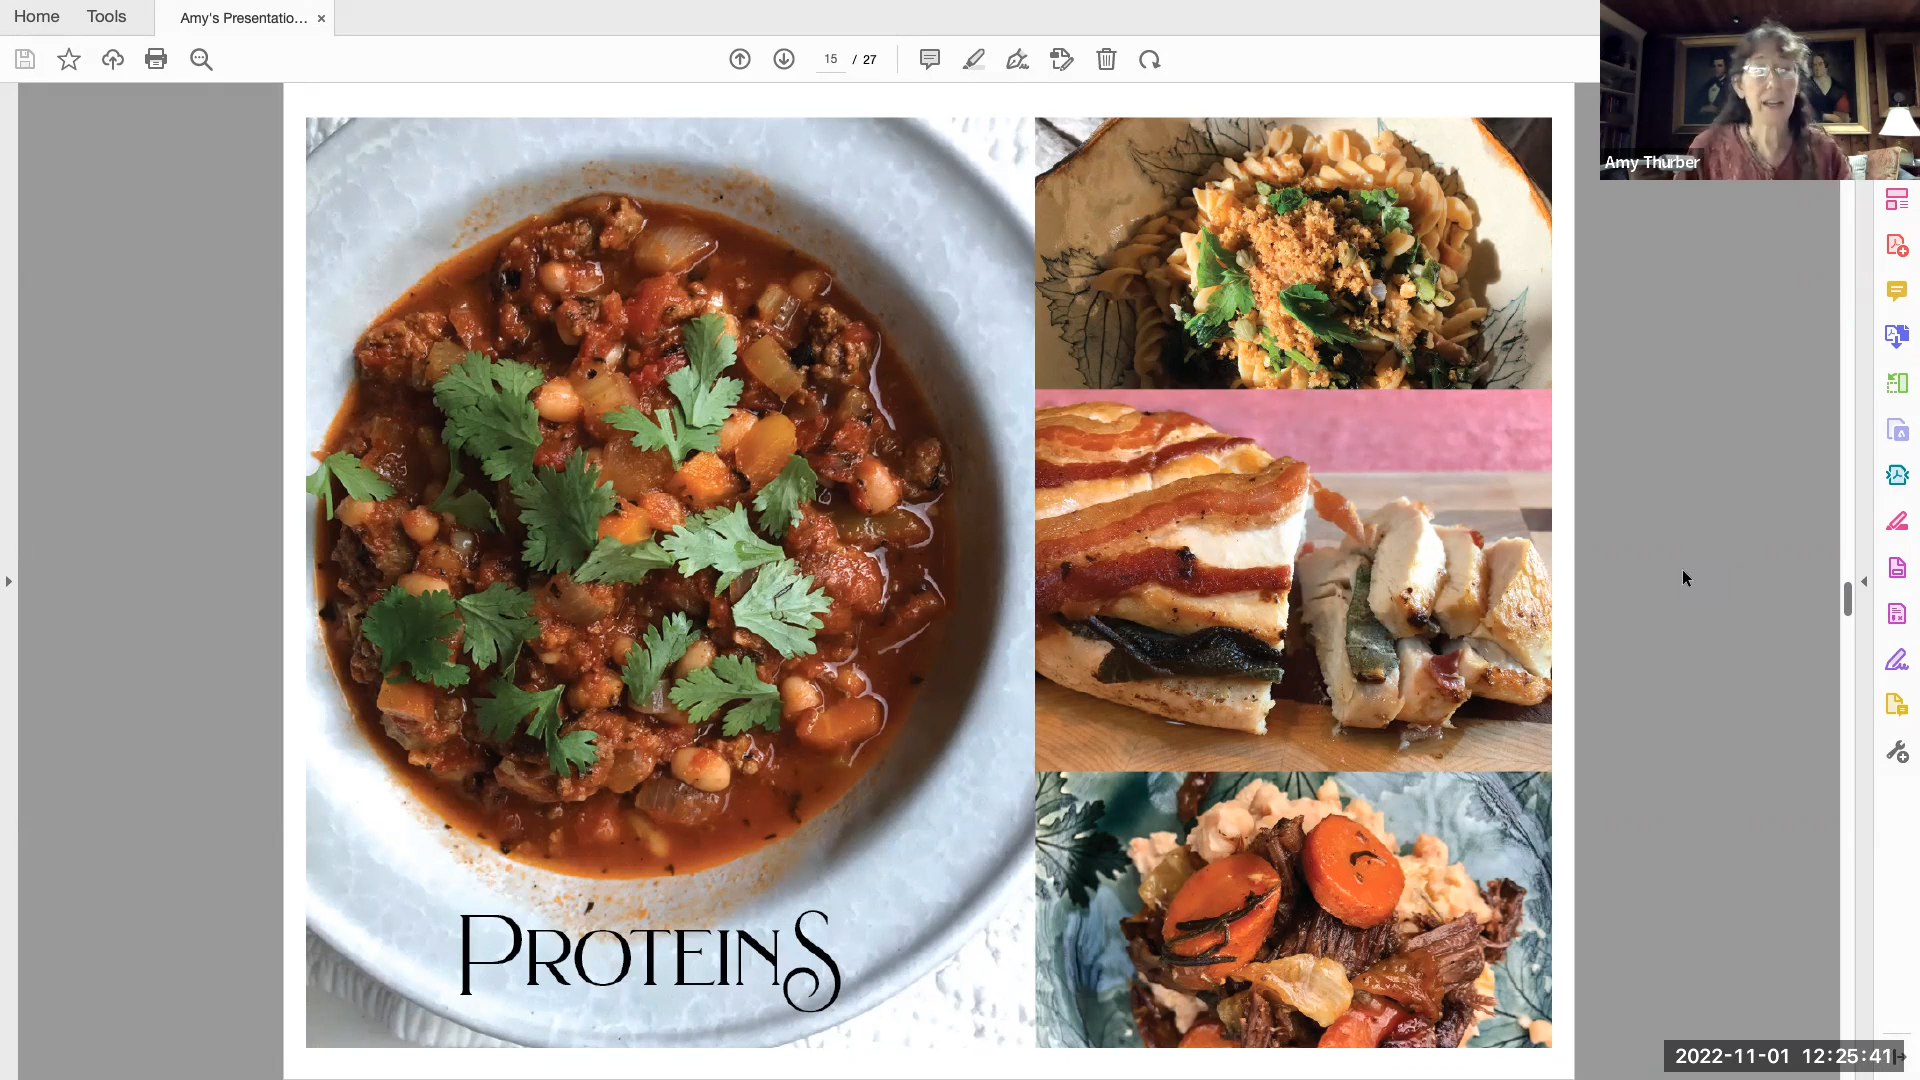 Home
Tools
Amy's Presentatio...
15 / 27
Amy Thurber
PROTEINS
2022-11-01 12:25:41